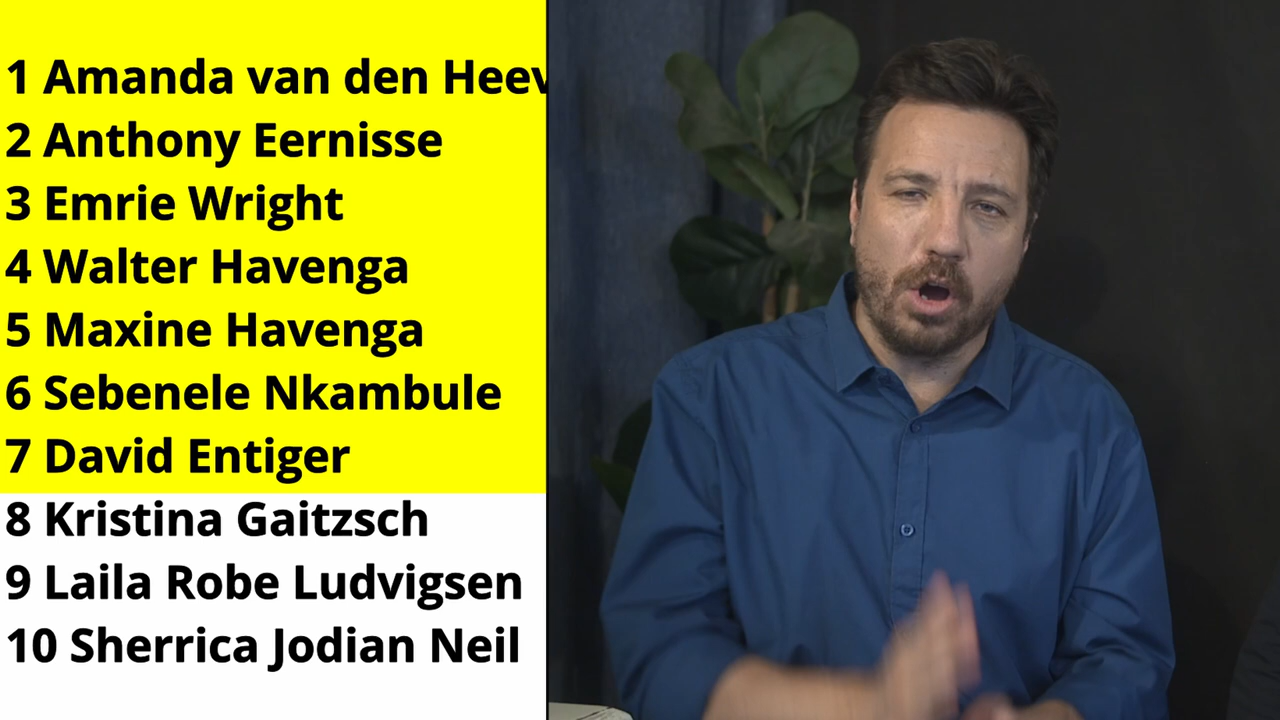 1 Amanda van den Heev
2 Anthony Eernisse
3 Emrie Wright
4 Walter Havenga
5 Maxine Havenga
6 Sebenele Nkambule
7 David Entiger
8 Kristina Gaitzsch
9 Laila Robe Ludvigsen
10 Sherrica Jodian Neil